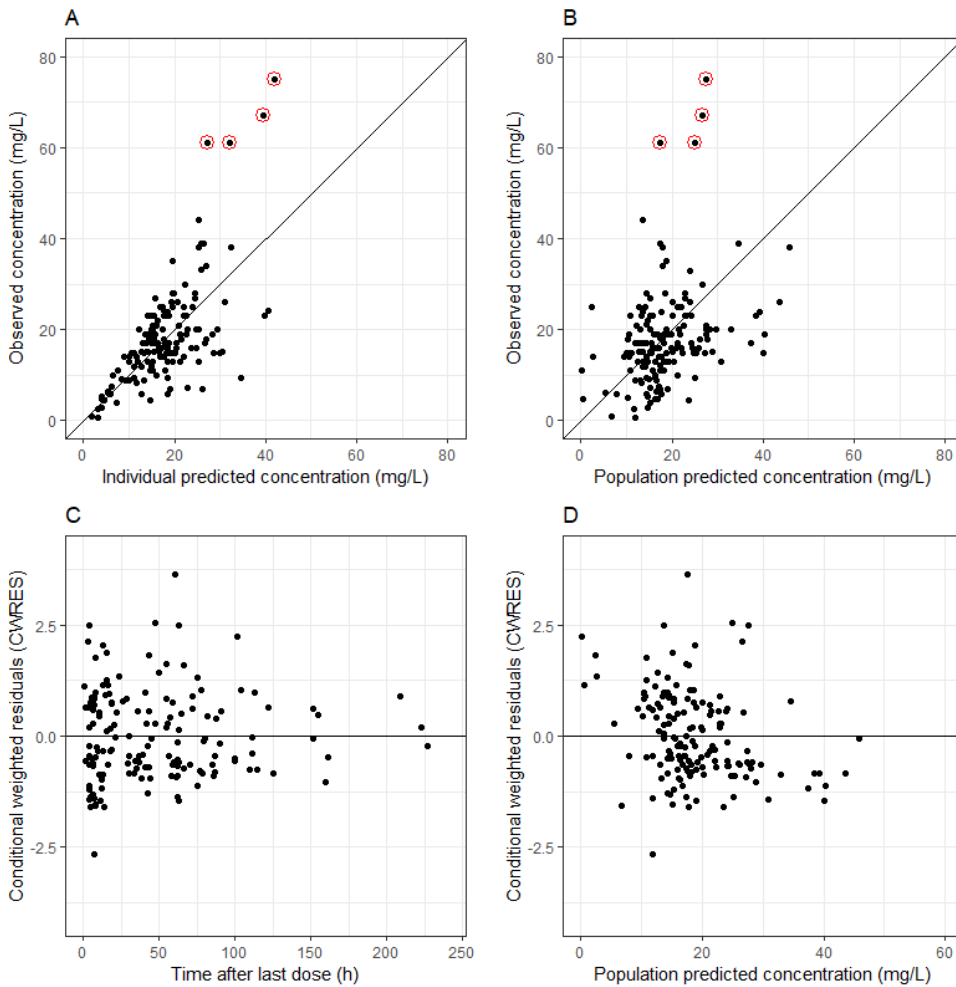 A
80
60
40
20
0
Observed concentration (mg/L)
0 20 40 60 80
Individual predicted concentration (mg/L)
B
80
60
40
20
0
Observed concentration (mg/L)
0 20 40 60 80
Population predicted concentration (mg/L)
C
2.5
0.0
-2.5
Conditional weighted residuals (CWRES)
0 50 100 150 200 250
Time after last dose (h)
D
2.5
0.0
-2.5
Conditional weighted residuals (CWRES)
0 20 40 60
Population predicted concentration (mg/L)